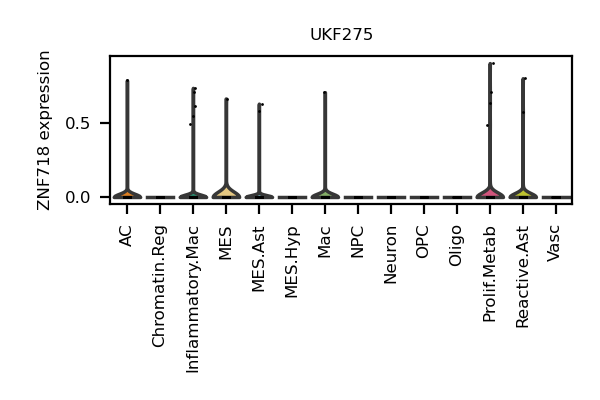 UKF275
ZNF718 expression
0.5
0.0
AC
Chromatin.Reg
Inflammatory.Mac
MES
MES.Ast
MES.Hyp
Mac
NPC
Neuron
OPC
Oligo
Prolif.Metab
Reactive.Ast
Vasc